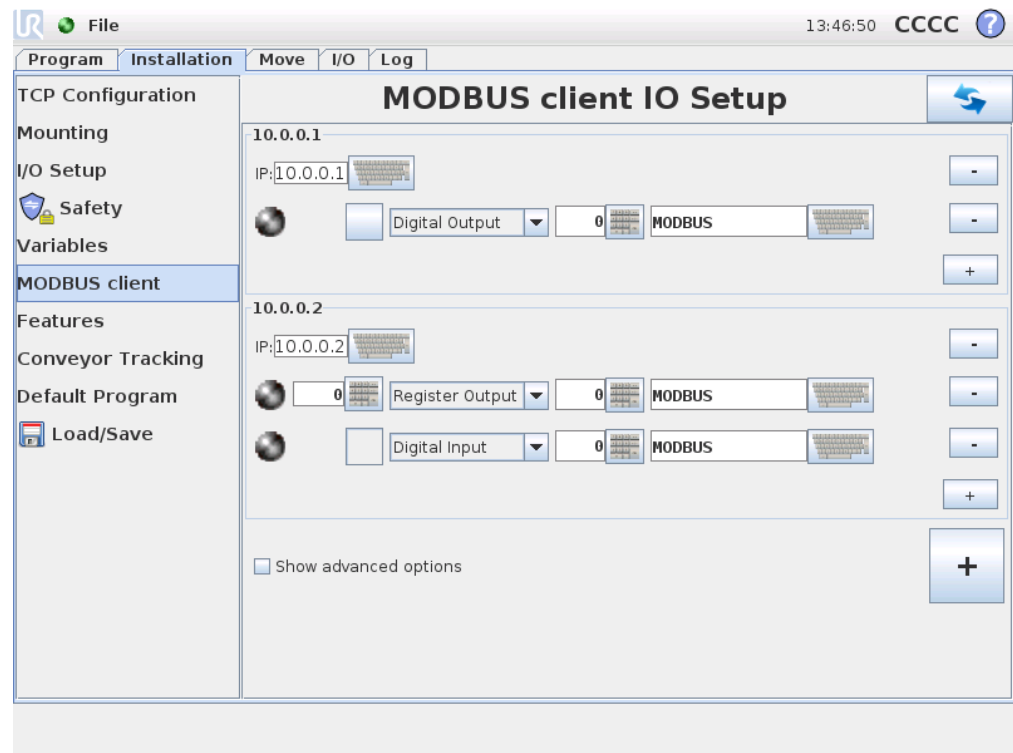 UR File 13:46:50 CCCC ?
Program Installation Move I/O Log
TCP Configuration
Mounting
I/O Setup
Safety
Variables
MODBUS client
Features
Conveyor Tracking
Default Program
Load/Save
MODBUS client IO Setup
10.0.0.1
IP: 10.0.0.1 -
Digital Output 0 MODBUS -
+
10.0.0.2
IP: 10.0.0.2 -
0 Register Output 0 MODBUS -
Digital Input 0 MODBUS -
+
Show advanced options +